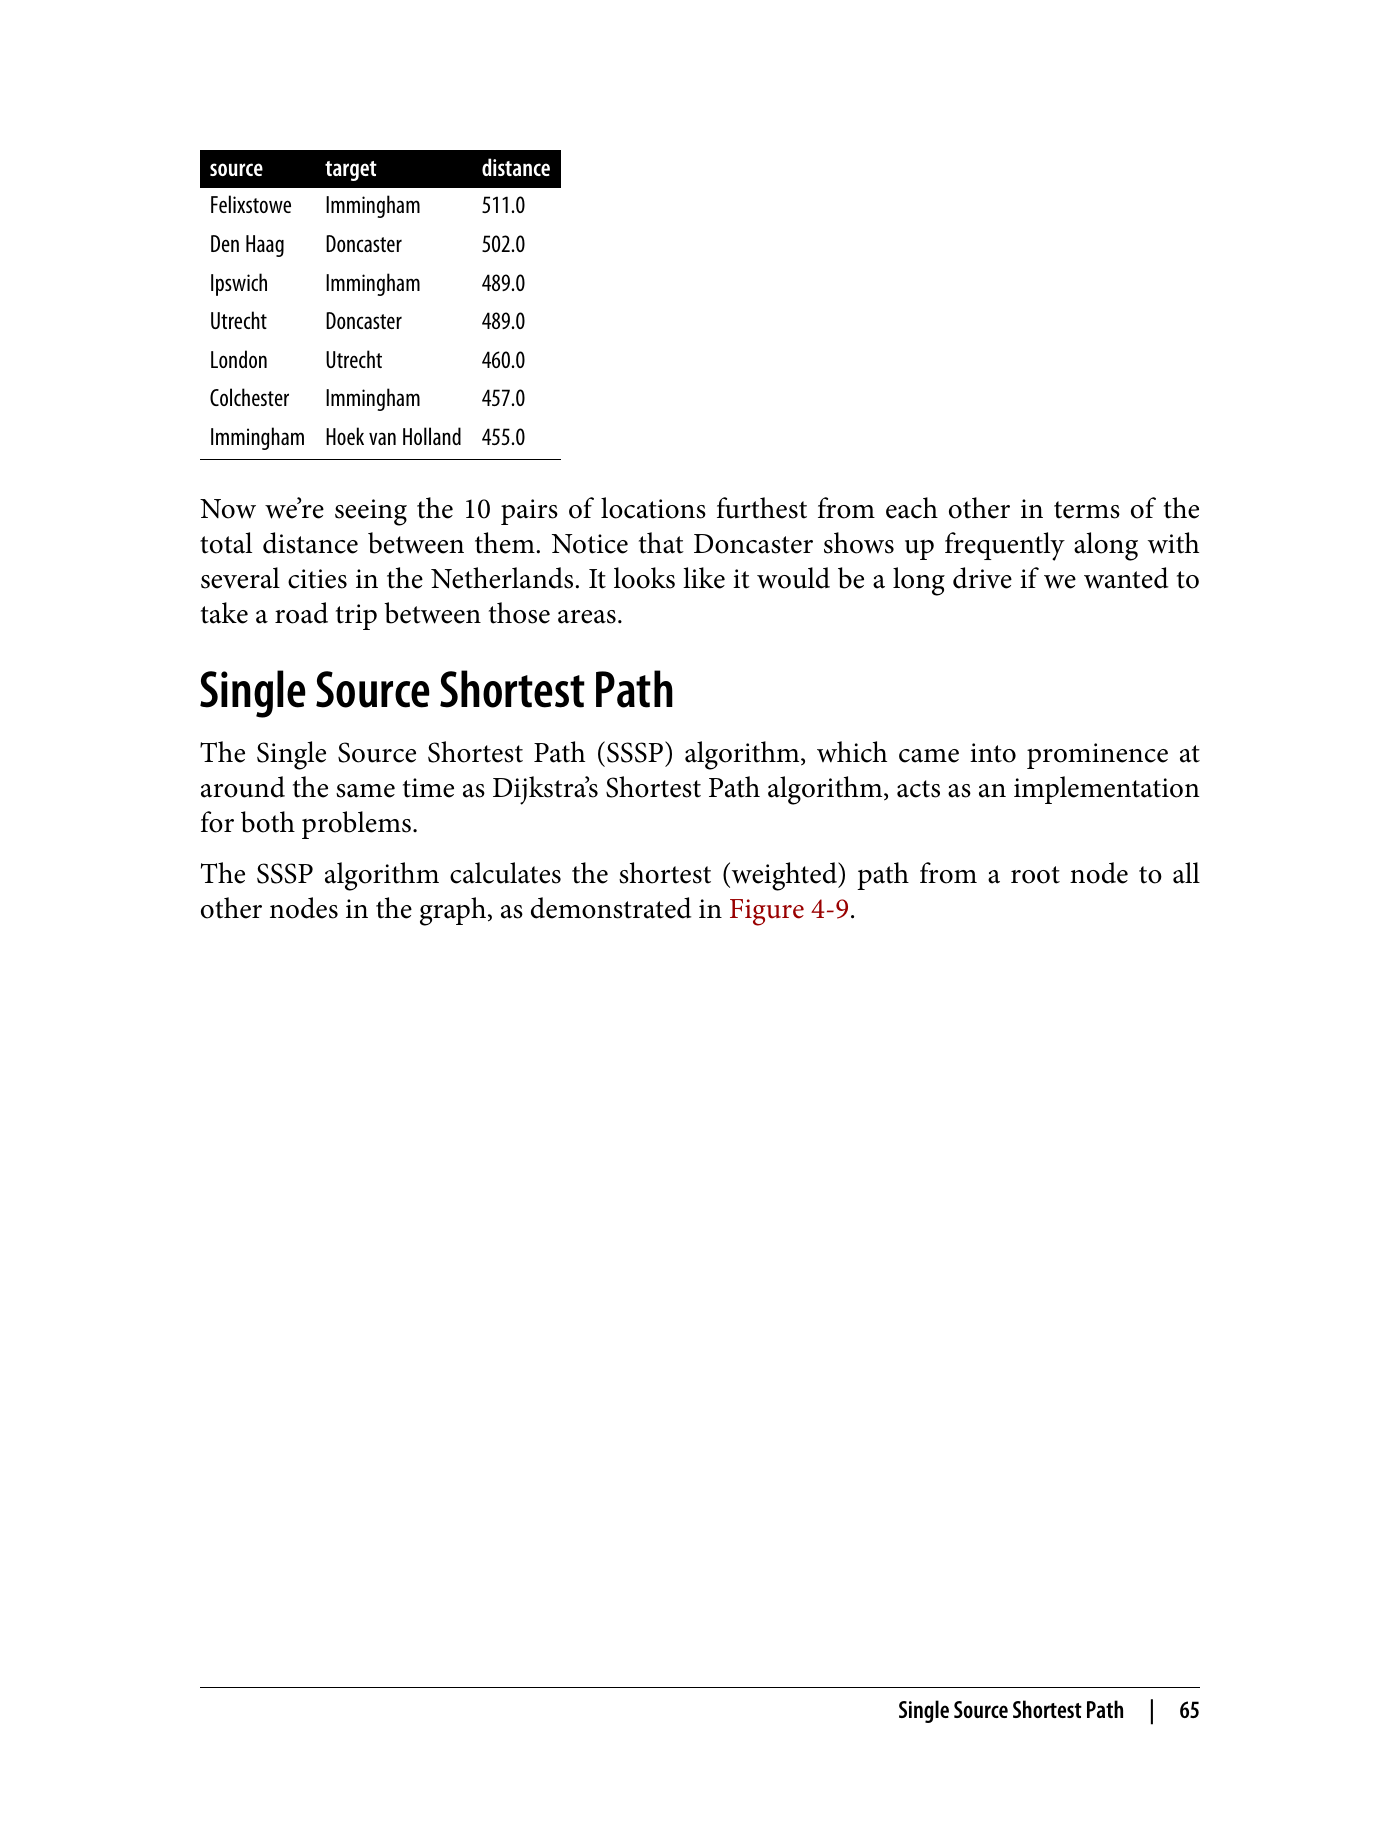 source target distance
Felixstowe Immingham 511.0
Den Haag Doncaster 502.0
Ipswich Immingham 489.0
Utrecht Doncaster 489.0
London Utrecht 460.0
Colchester Immingham 457.0
Immingham Hoek van Holland 455.0
Now we’re seeing the 10 pairs of locations furthest from each other in terms of the
total distance between them. Notice that Doncaster shows up frequently along with
several cities in the Netherlands. It looks like it would be a long drive if we wanted to
take a road trip between those areas.
Single Source Shortest Path
The Single Source Shortest Path (SSSP) algorithm, which came into prominence at
around the same time as Dijkstra’s Shortest Path algorithm, acts as an implementation
for both problems.
The SSSP algorithm calculates the shortest (weighted) path from a root node to all
other nodes in the graph, as demonstrated in Figure 4-9.
Single Source Shortest Path | 65